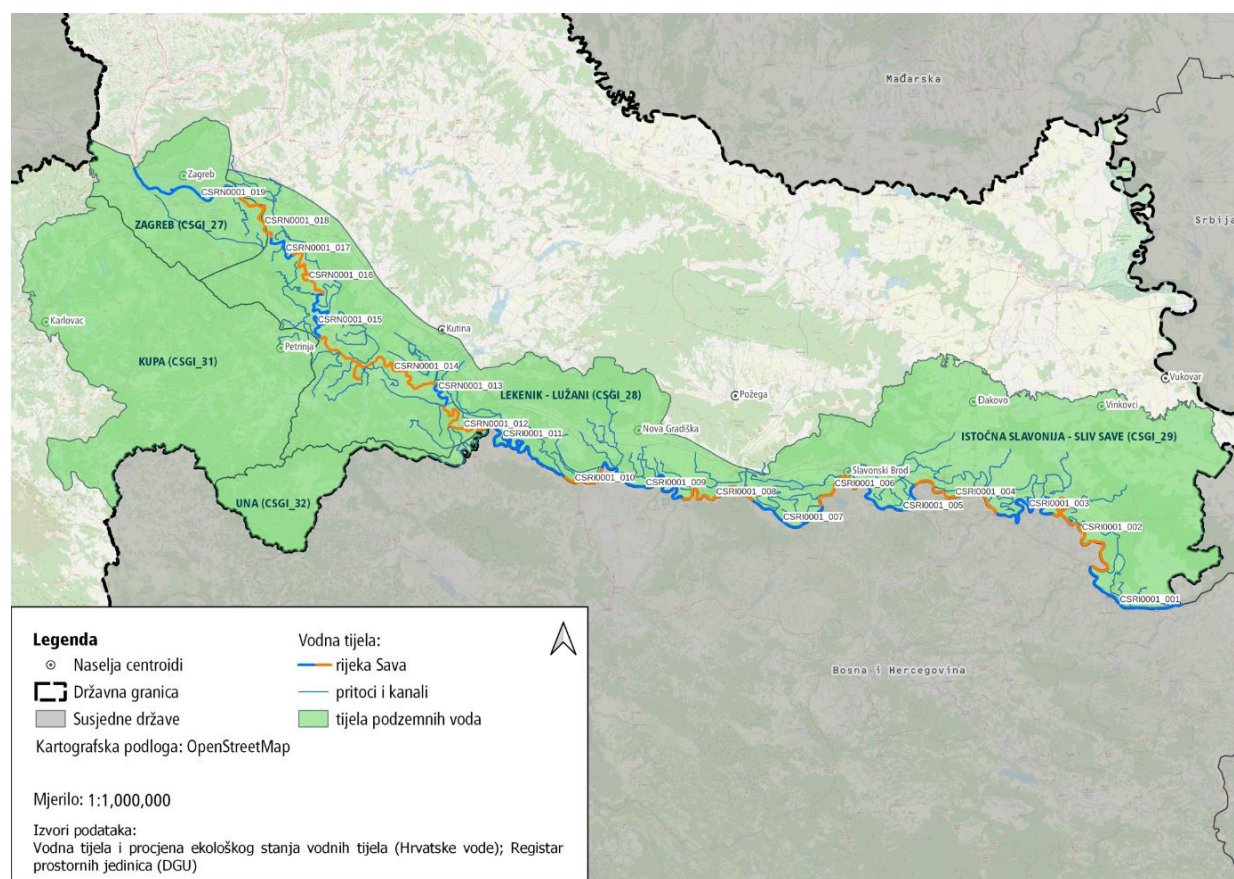 Mađarska
Zagreb
CSRN0001_019
Srbija
CSRN0001_018
ZAGREB (CSGI_27)
CSRN0001_017
CSRN0001_016
Karlovac
CSRN0001_015
Kutina
Petrinja
KUPA (CSGI_31)
CSRN0001_014
Vukovar
CSRN0001_013
LEKENIK - LUŽANI (CSGI_28)
Požega
Đakovo
Vinkovci
CSRN0001_012
Nova Gradiška
CSRI0001_011
ISTOČNA SLAVONIJA - SLIV SAVE (CSGI_29)
Slavonski Brod
CSRI0001_010
CSRI0001_009
CSRI0001_006
CSRI0001_008
CSRI0001_004
UNA (CSGI_32)
CSRI0001_005
CSRI0001_003
CSRI0001_007
CSRI0001_002
CSRI0001_001
Bosna i Hercegovina
Legenda
Naselja centroidi
Državna granica
Susjedne države
Kartografska podloga: OpenStreetMap
Vodna tijela:
rijeka Sava
pritoci i kanali
tijela podzemnih voda
Mjerilo: 1:1,000,000
Izvori podataka:
Vodna tijela i procjena ekološkog stanja vodnih tijela (Hrvatske vode); Registar
prostornih jedinica (DGU)